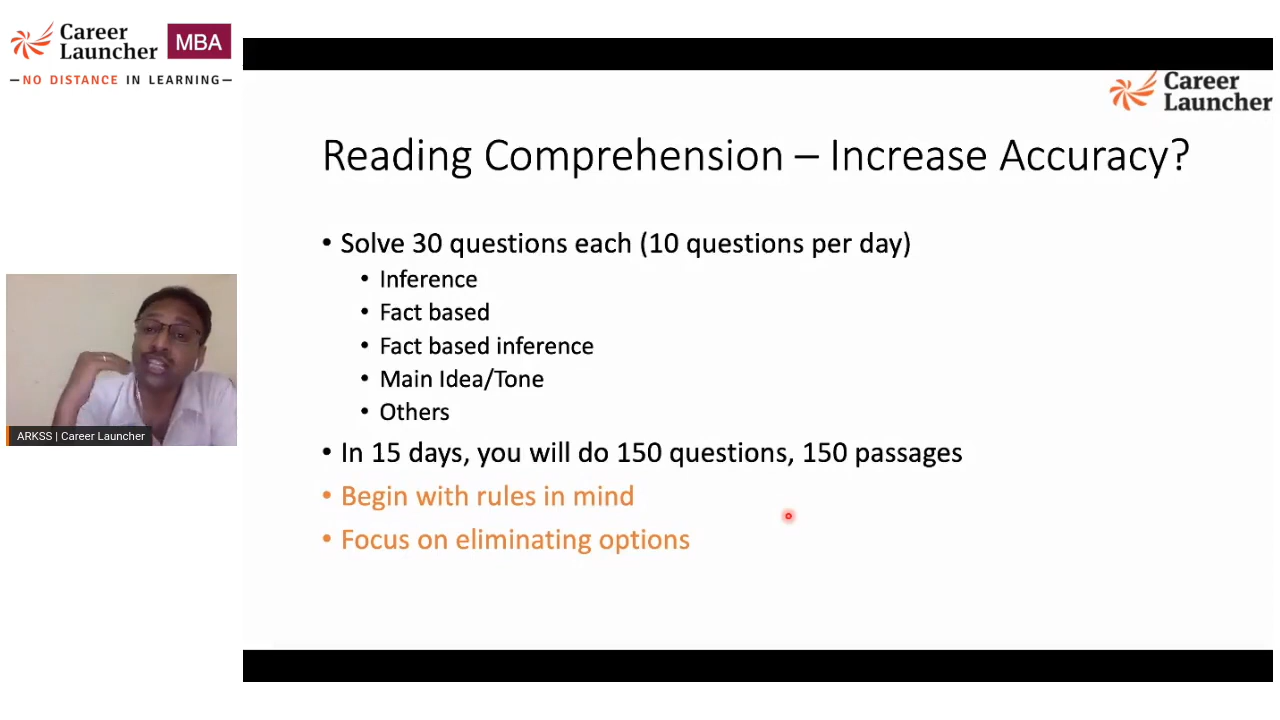 Career
Launcher
MBA
—NO DISTANCE IN LEARNING—
Career
Launcher
Reading Comprehension – Increase Accuracy?
• Solve 30 questions each (10 questions per day)
• Inference
• Fact based
• Fact based inference
• Main Idea/Tone
• Others
• In 15 days, you will do 150 questions, 150 passages
• Begin with rules in mind
• Focus on eliminating options
ARKSS | Career Launcher